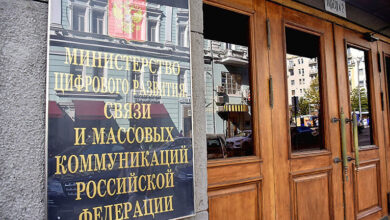 МИНИСТЕРСТВО
ЦИФРОВОГО РАЗВИТИЯ,
СВЯЗИ
И МАССОВЫХ
КОММУНИКАЦИЙ
РОССИЙСКОЙ
ФЕДЕРАЦИИ